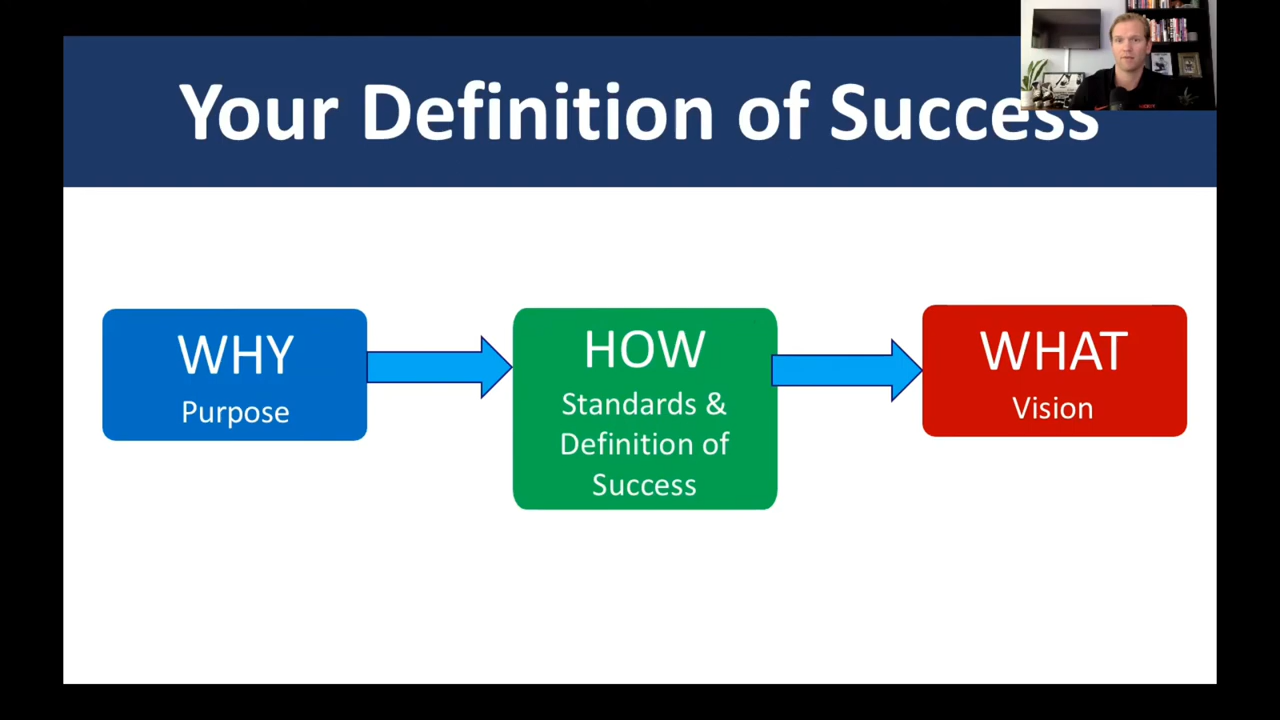 Your Definition of Success
WHY
Purpose
HOW
Standards &
Definition of
Success
WHAT
Vision